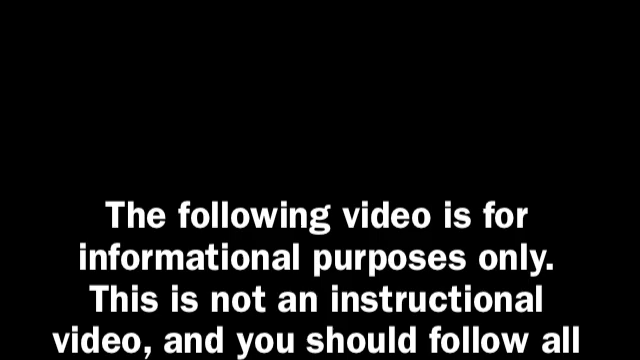 The following video is for
informational purposes only.
This is not an instructional
video, and you should follow all